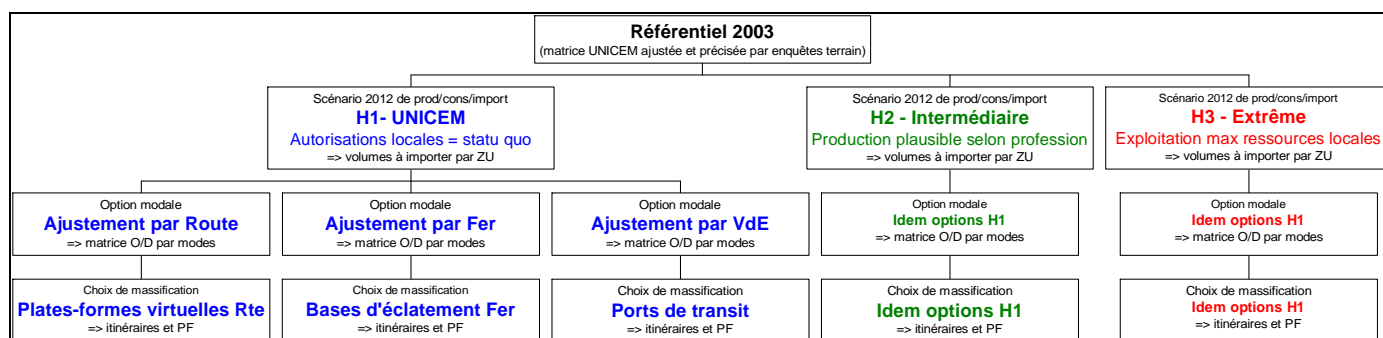 Référentiel 2003
(matrice UNICEM ajustée et précisée par enquêtes terrain)
Scénario 2012 de prod/cons/import
H1- UNICEM
Autorisations locales = statu quo
=> volumes à importer par ZU
Scénario 2012 de prod/cons/import
H2 - Intermédiaire
Production plausible selon profession
=> volumes à importer par ZU
Scénario 2012 de prod/cons/import
H3 - Extrême
Exploitation max ressources locales
=> volumes à importer par ZU
Option modale
Ajustement par Route
=> matrice O/D par modes
Option modale
Ajustement par Fer
=> matrice O/D par modes
Option modale
Ajustement par VdE
=> matrice O/D par modes
Option modale
Idem options H1
=> matrice O/D par modes
Option modale
Idem options H1
=> matrice O/D par modes
Choix de massification
Plates-formes virtuelles Rte
=> itinéraires et PF
Choix de massification
Bases d'éclatement Fer
=> itinéraires et PF
Choix de massification
Ports de transit
=> itinéraires et PF
Choix de massification
Idem options H1
=> itinéraires et PF
Choix de massification
Idem options H1
=> itinéraires et PF